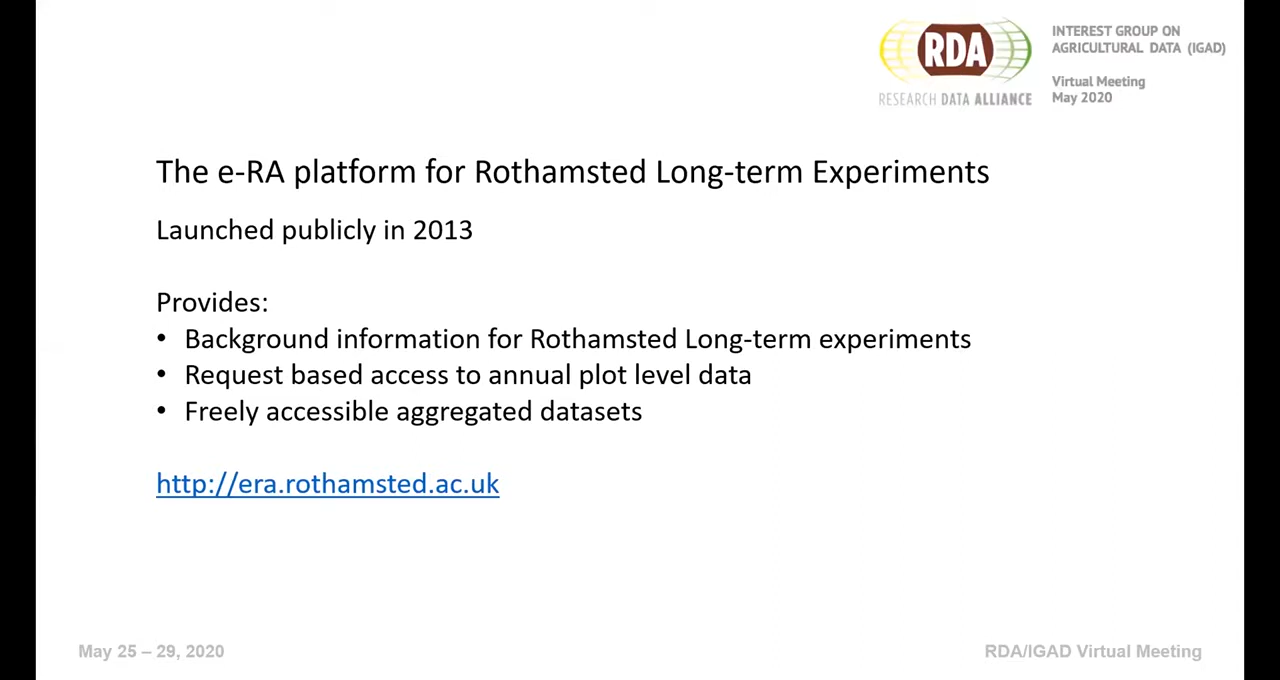 RDA
RESEARCH DATA ALLIANCE
INTEREST GROUP ON
AGRICULTURAL DATA (IGAD)
Virtual Meeting
May 2020
The e-RA platform for Rothamsted Long-term Experiments
Launched publicly in 2013
Provides:
• Background information for Rothamsted Long-term experiments
• Request based access to annual plot level data
• Freely accessible aggregated datasets
http://era.rothamsted.ac.uk
May 25 – 29, 2020
RDA/IGAD Virtual Meeting